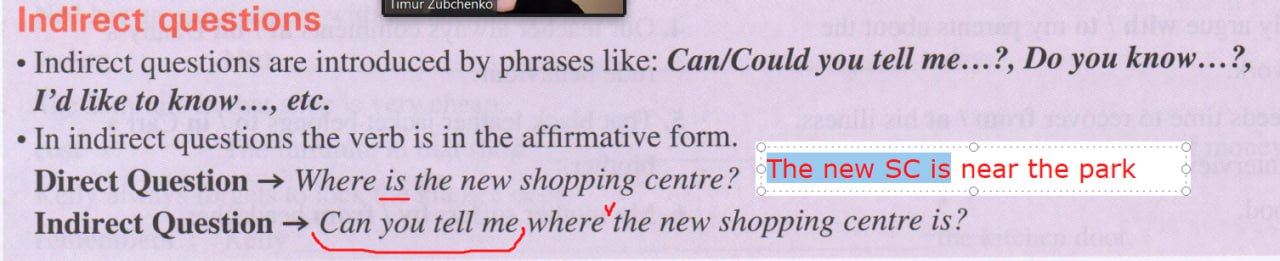 Timur Zubchenko
Indirect questions
• Indirect questions are introduced by phrases like: Can/Could you tell me…?, Do you know…?,
I'd like to know…, etc.
• In indirect questions the verb is in the affirmative form.
Direct Question → Where is the new shopping centre?
The new SC is near the park
Indirect Question → Can you tell me, where the new shopping centre is?